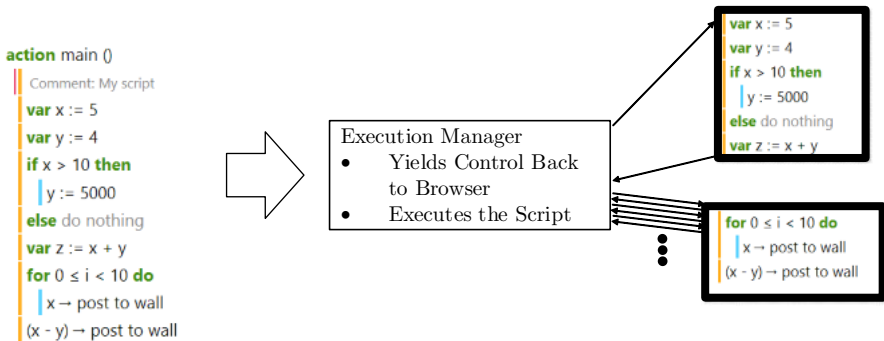 action main ()
Comment: My script
var x := 5
var y := 4
if x > 10 then
y := 5000
else do nothing
var z := x + y
for 0 ≤ i < 10 do
x → post to wall
(x - y) → post to wall
Execution Manager
• Yields Control Back
to Browser
• Executes the Script
var x := 5
var y := 4
if x > 10 then
y := 5000
else do nothing
var z := x + y
for 0 ≤ i < 10 do
x → post to wall
(x - y) → post to wall